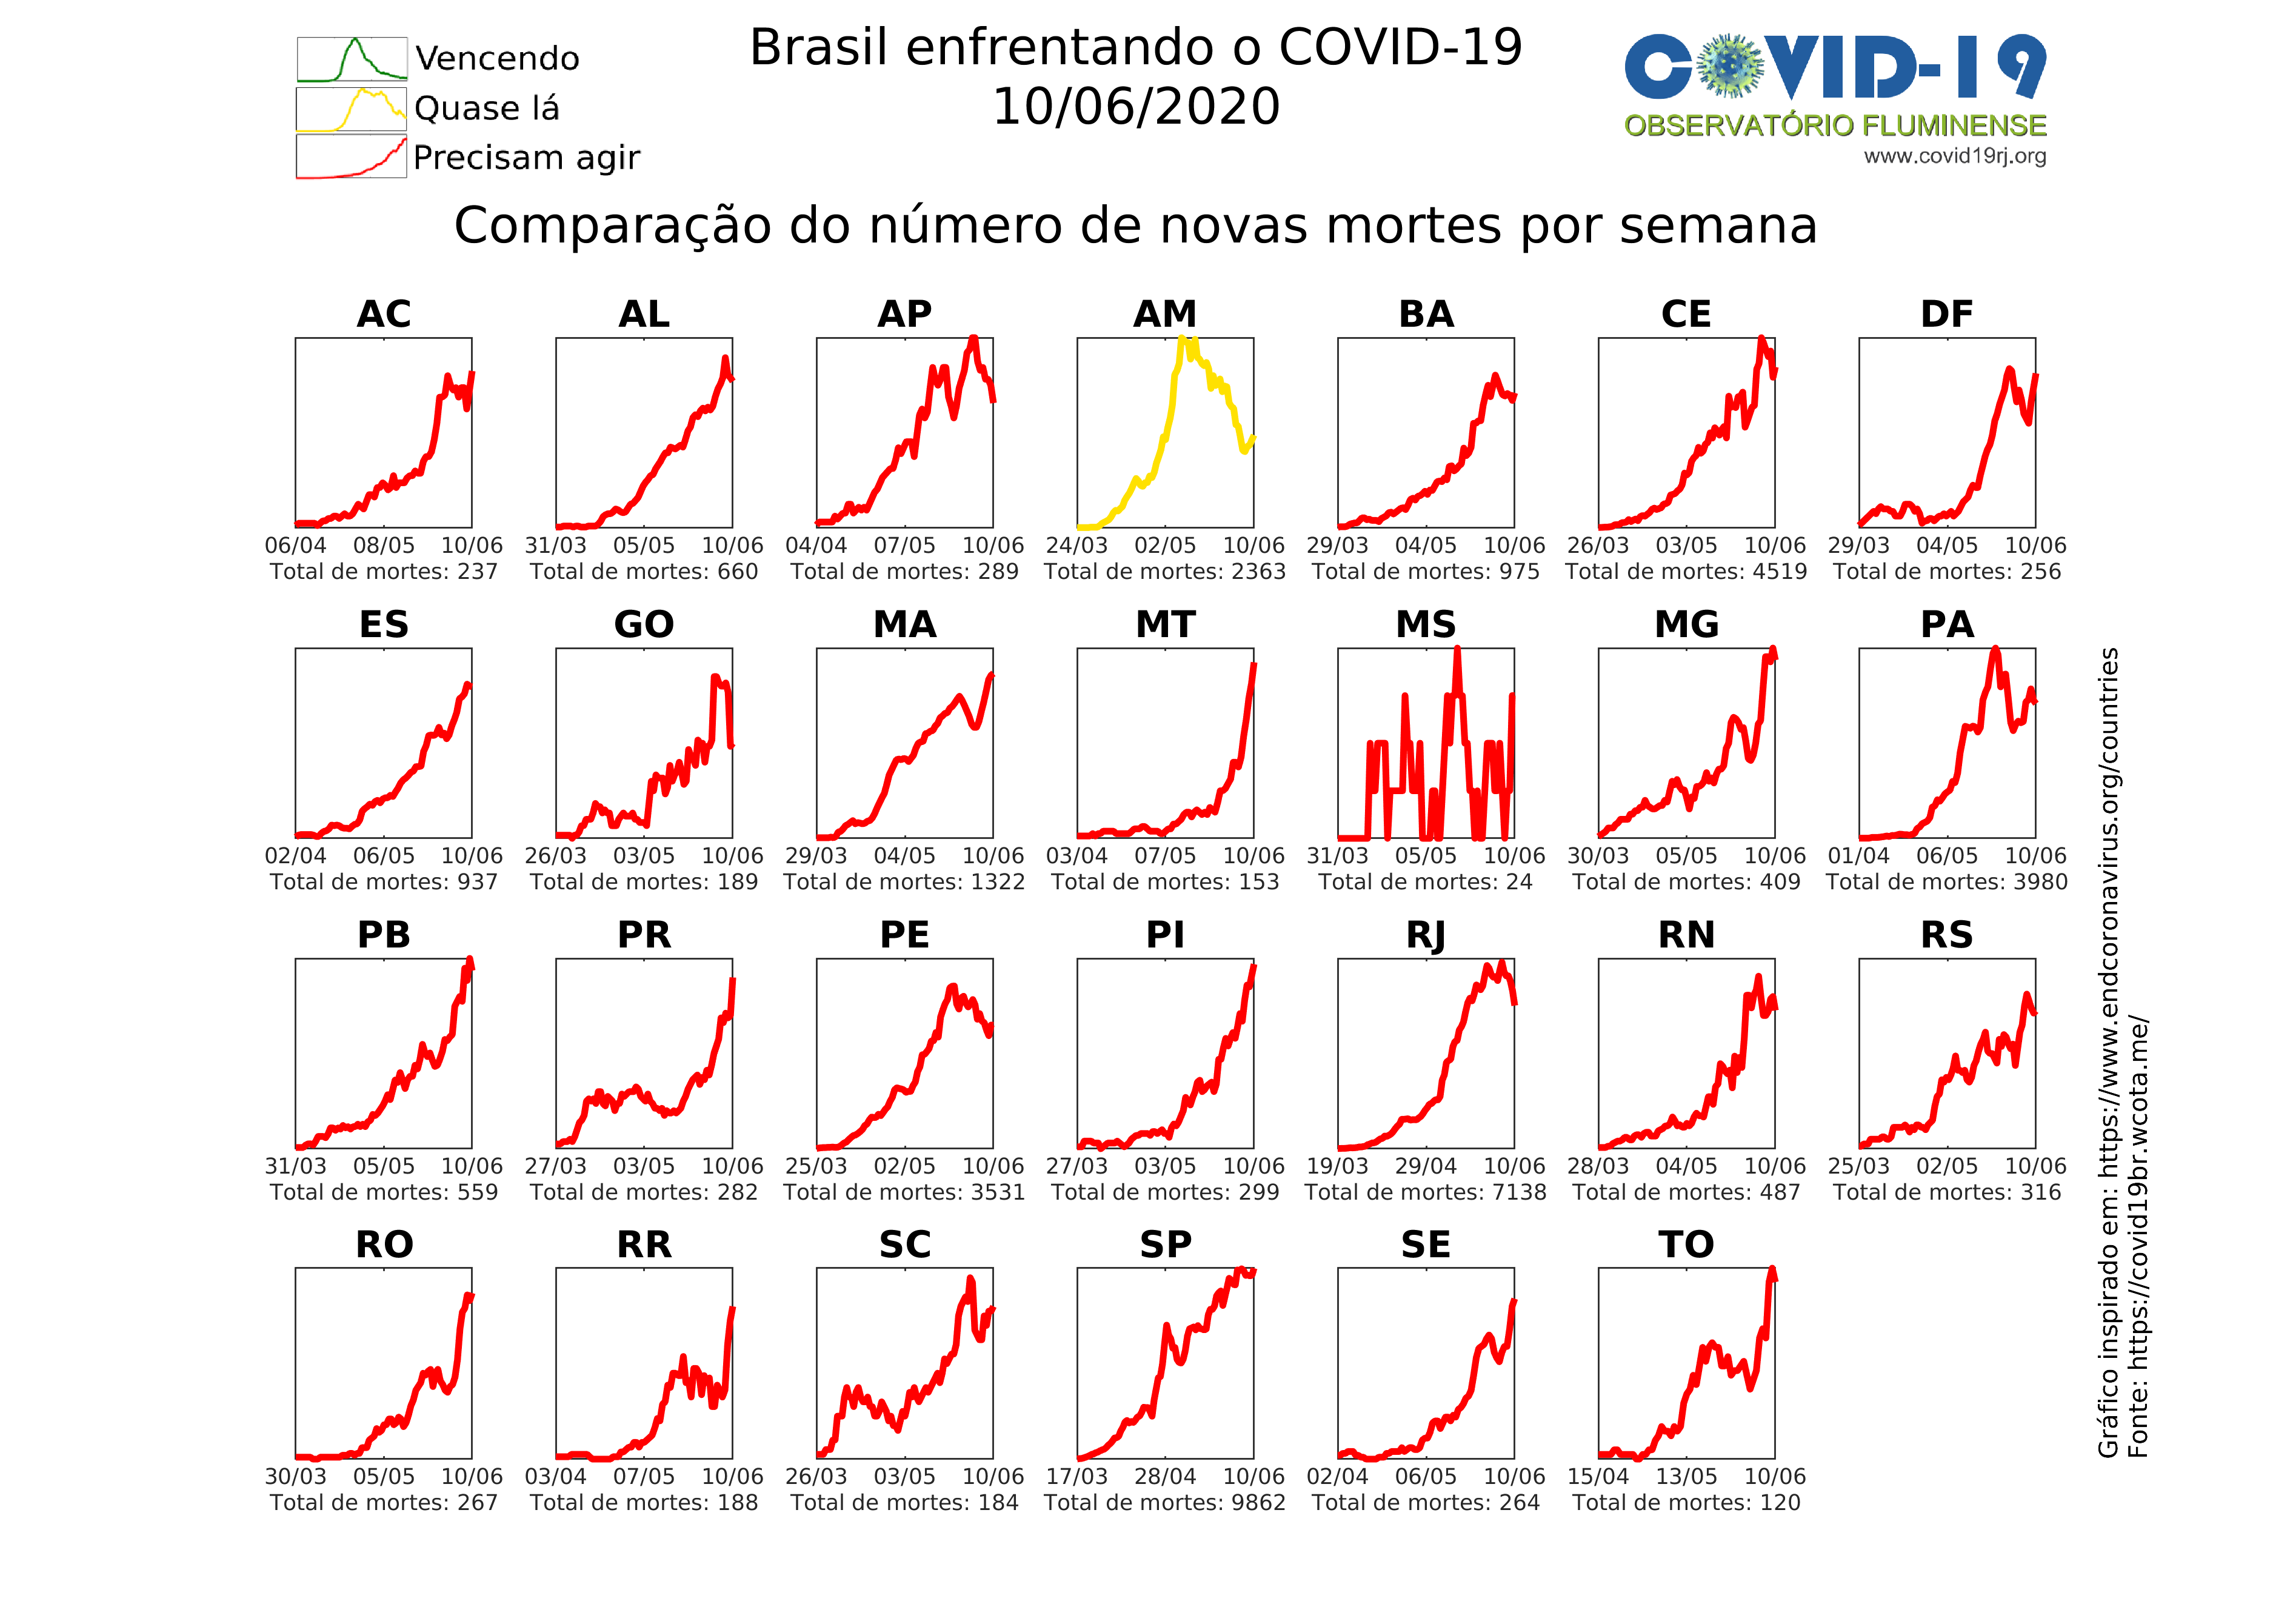 Vencendo
Quase lá
Precisam agir
Brasil enfrentando o COVID-19
10/06/2020
COVID-19
OBSERVATÓRIO FLUMINENSE
www.covid19rj.org
Comparação do número de novas mortes por semana
AC AL AP AM BA CE DF
06/04 08/05 10/06 31/03 05/05 10/06 04/04 07/05 10/06 24/03 02/05 10/06 29/03 04/05 10/06 26/03 03/05 10/06 29/03 04/05 10/06
Total de mortes: 237 Total de mortes: 660 Total de mortes: 289 Total de mortes: 2363 Total de mortes: 975 Total de mortes: 4519 Total de mortes: 256
ES GO MA MT MS MG PA
02/04 06/05 10/06 26/03 03/05 10/06 29/03 04/05 10/06 03/04 07/05 10/06 31/03 05/05 10/06 30/03 05/05 10/06 01/04 06/05 10/06
Total de mortes: 937 Total de mortes: 189 Total de mortes: 1322 Total de mortes: 153 Total de mortes: 24 Total de mortes: 409 Total de mortes: 3980
PB PR PE PI RJ RN RS
31/03 05/05 10/06 27/03 03/05 10/06 25/03 02/05 10/06 27/03 03/05 10/06 19/03 29/04 10/06 28/03 04/05 10/06 25/03 02/05 10/06
Total de mortes: 559 Total de mortes: 282 Total de mortes: 3531 Total de mortes: 299 Total de mortes: 7138 Total de mortes: 487 Total de mortes: 316
RO RR SC SP SE TO
30/03 05/05 10/06 03/04 07/05 10/06 26/03 03/05 10/06 17/03 28/04 10/06 02/04 06/05 10/06 15/04 13/05 10/06
Total de mortes: 267 Total de mortes: 188 Total de mortes: 184 Total de mortes: 9862 Total de mortes: 264 Total de mortes: 120
Gráfico inspirado em: https://www.endcoronavirus.org/countries
Fonte: https://covid19br.wcota.me/